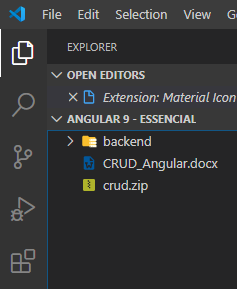 File Edit Selection View
EXPLORER
OPEN EDITORS
Extension: Material Icon
ANGULAR 9 - ESSENCIAL
backend
CRUD_Angular.docx
crud.zip